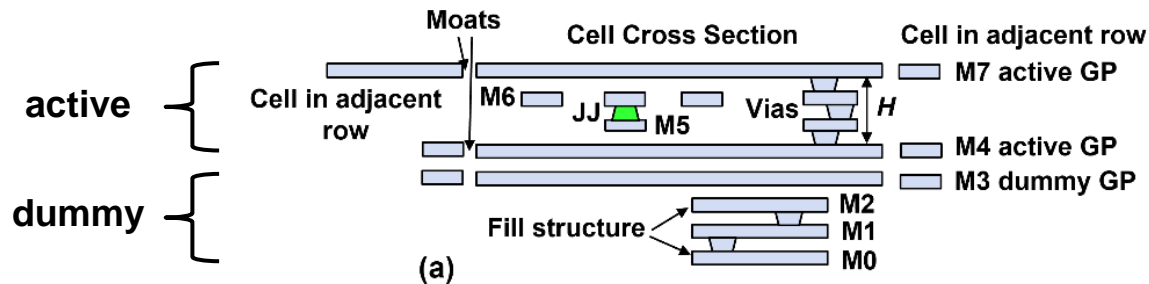 Moats
Cell Cross Section
Cell in adjacent row
M7 active GP
active
Cell in adjacent
row
M6
JJ
M5
Vias
H
M4 active GP
M3 dummy GP
dummy
M2
Fill structure
M1
M0
(a)